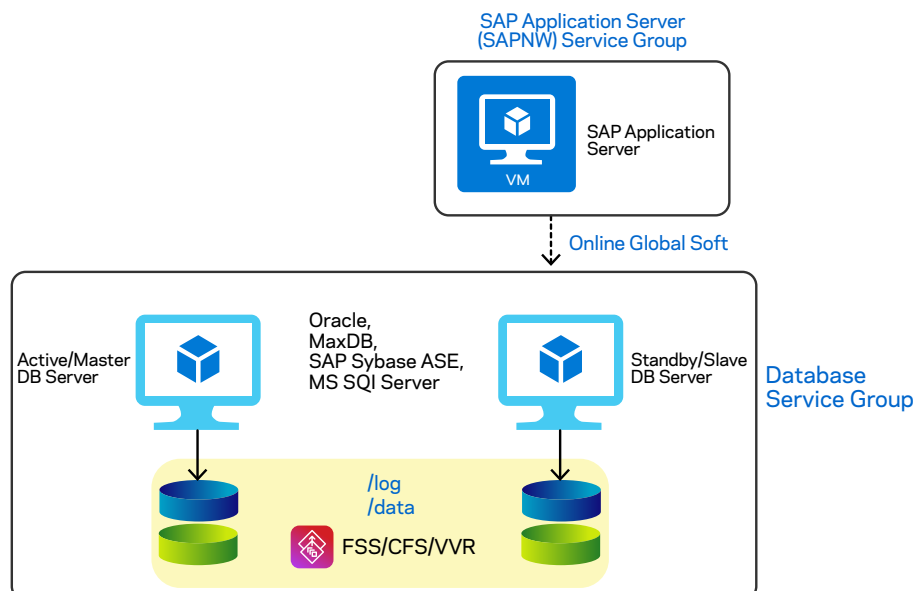 SAP Application Server
(SAPNW) Service Group
SAP Application
Server
VM
Online Global Soft
Oracle,
MaxDB,
SAP Sybase ASE,
MS SQl Server
Active/Master
DB Server
Standby/Slave
DB Server
Database
Service Group
/log
/data
FSS/CFS/VVR